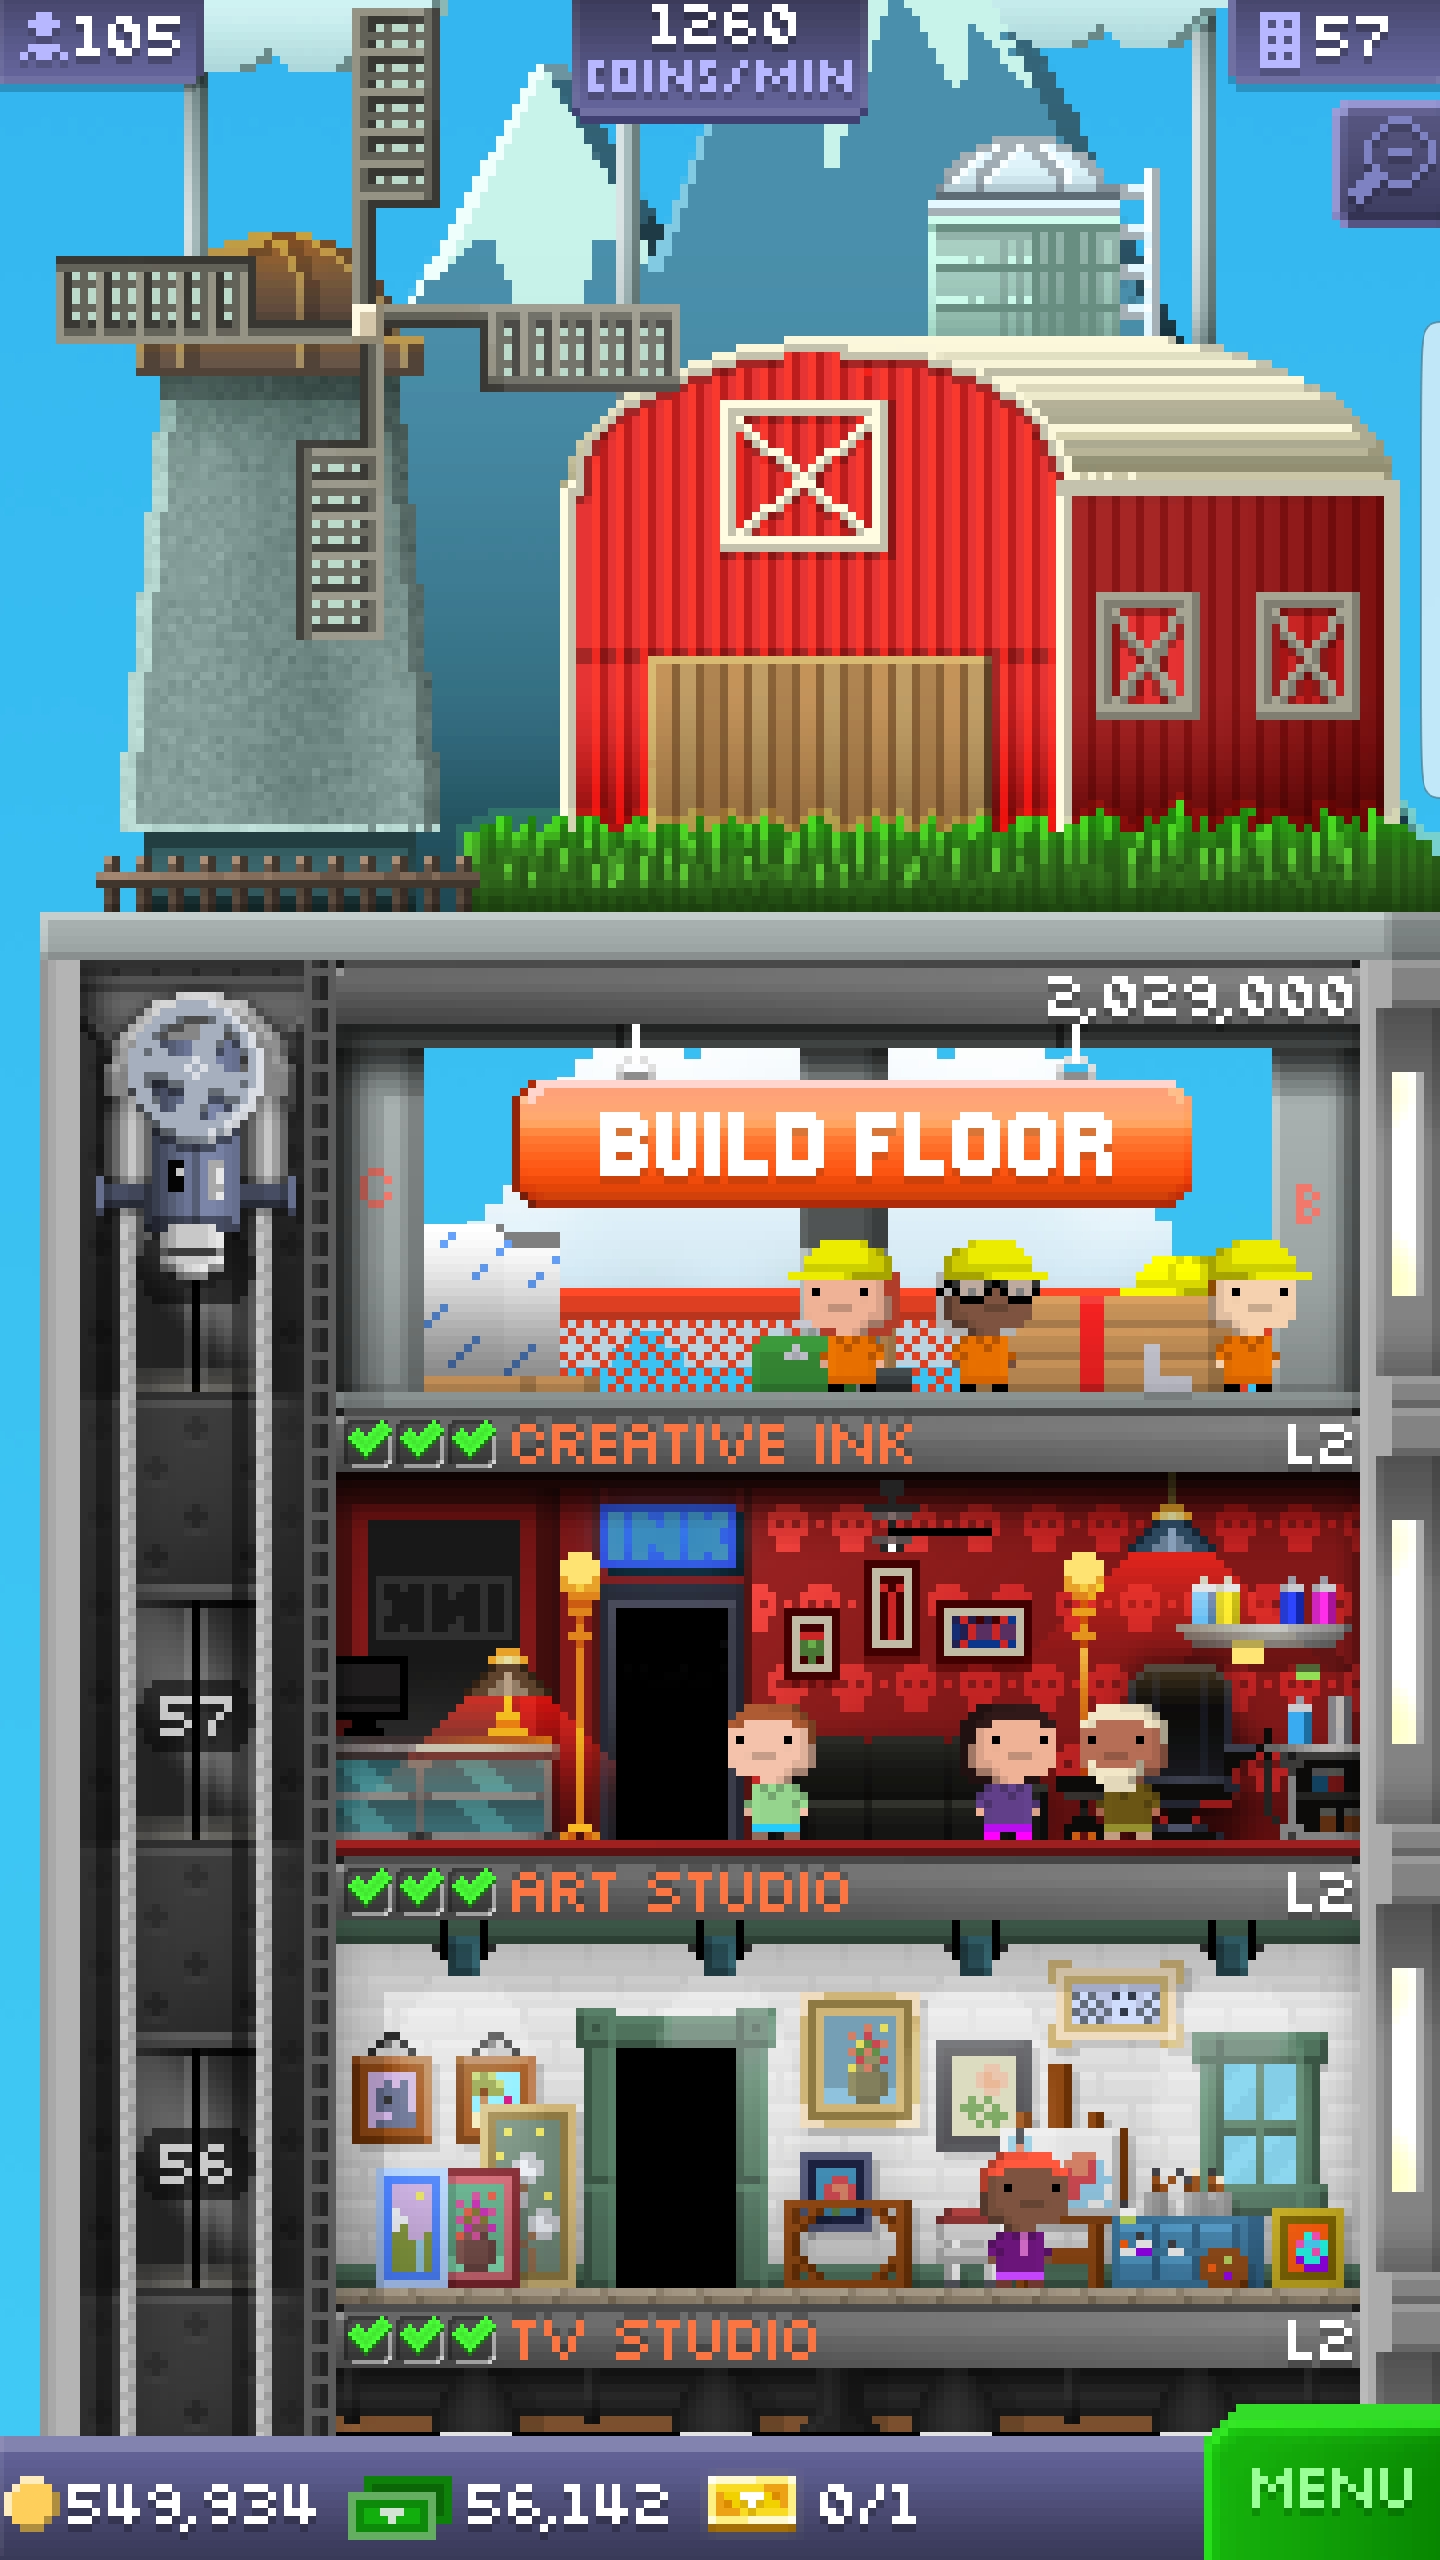 105
1260
COINS/MIN
57
2,029,000
BUILD FLOOR
C
B
CREATIVE INK L2
INK
57
ART STUDIO L2
56
TV STUDIO L2
549,934 56,142 0/1 MENU